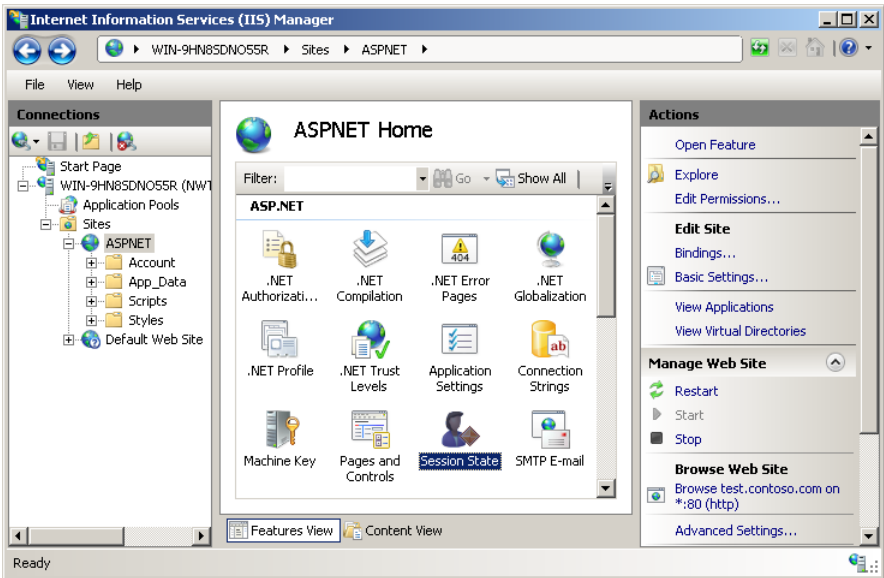 Internet Information Services (IIS) Manager
WIN-9HN8SDNO55R Sites ASPNET
File View Help
Connections
Start Page
WIN-9HN8SDNO55R (NWT
Application Pools
Sites
ASPNET
Account
App_Data
Scripts
Styles
Default Web Site
ASPNET Home
Filter: Go Show All
ASP.NET
.NET Authorizati...
.NET Compilation
404
.NET Error Pages
.NET Globalization
.NET Profile
.NET Trust Levels
Application Settings
ab
Connection Strings
Machine Key
Pages and Controls
Session State
SMTP E-mail
Features View Content View
Actions
Open Feature
Explore
Edit Permissions...
Edit Site
Bindings...
Basic Settings...
View Applications
View Virtual Directories
Manage Web Site
Restart
Start
Stop
Browse Web Site
Browse test.contoso.com on
*:80 (http)
Advanced Settings...
Ready